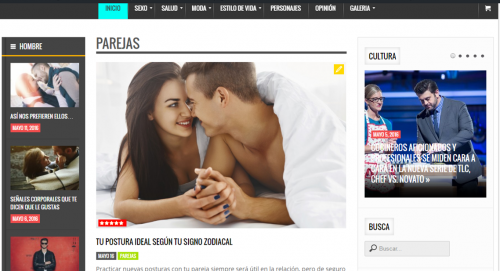 INICIO SEXO SALUD MODA ESTILO DE VIDA PERSONAJES OPINIÓN GALERIA
HOMBRE
ASÍ NOS PREFIEREN ELLOS...
MAYO 11, 2016
SEÑALES CORPORALES QUE TE
DICEN QUE LE GUSTAS
MAYO 6, 2016
PAREJAS
TU POSTURA IDEAL SEGÚN TU SIGNO ZODIACAL
MAYO 16 PAREJAS
Practicar nuevas posturas con tu pareja siempre será útil en la relación, pero de seguro
CULTURA
MAYO 5, 2016
COCINEROS AFICIONADOS Y
PROFESIONALES SE MIDEN CARA A
CARA EN LA NUEVA SERIE DE TLC,
CHEF VS. NOVATO »
BUSCA
Buscar...